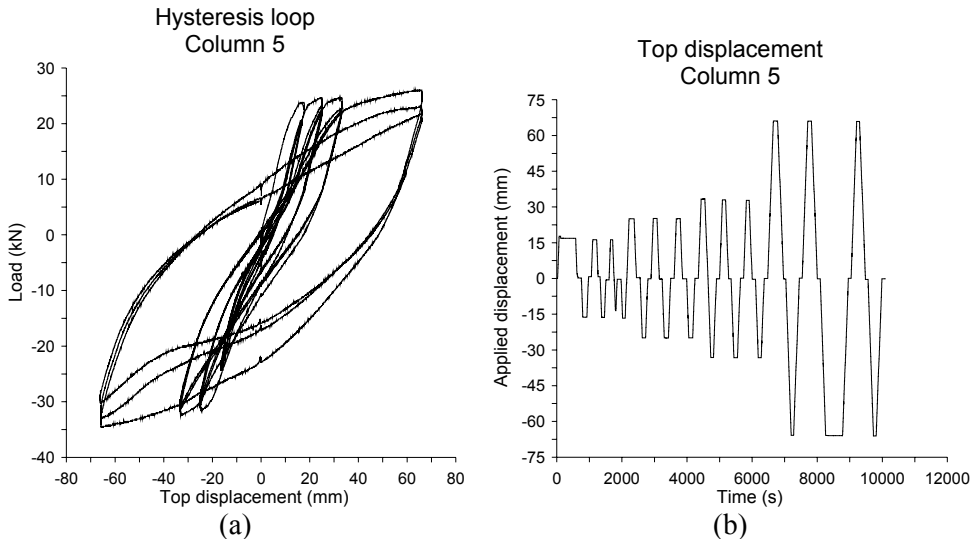 Hysteresis loop
Column 5
30
20
10
0
-10
-20
-30
-40
Load (kN)
-80 -60 -40 -20 0 20 40 60 80
Top displacement (mm)
(a)
Top displacement
Column 5
75
60
45
30
15
0
-15
-30
-45
-60
-75
Applied displacement (mm)
0 2000 4000 6000 8000 10000 12000
Time (s)
(b)